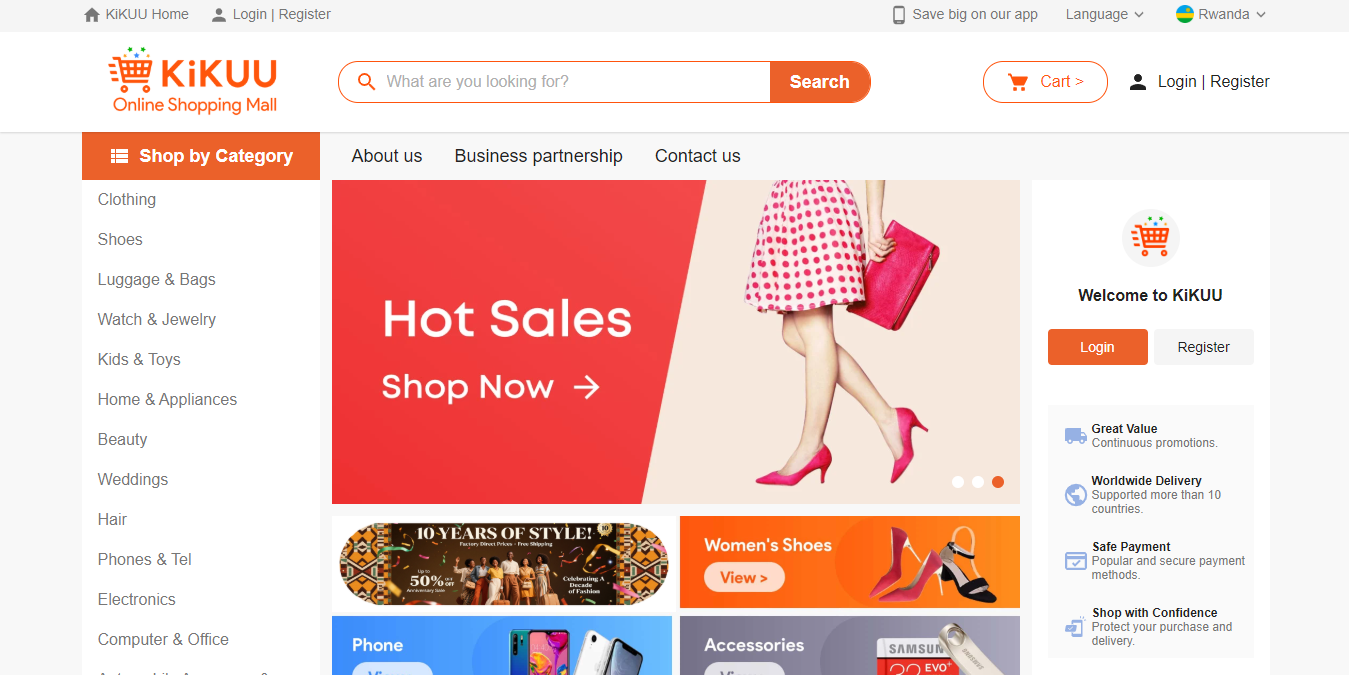 KiKUU Home
Login | Register
Save big on our app
Language
Rwanda
KiKUU
Online Shopping Mall
What are you looking for?
Search
Cart >
Login | Register
Shop by Category
About us
Business partnership
Contact us
Clothing
Shoes
Luggage & Bags
Watch & Jewelry
Kids & Toys
Home & Appliances
Beauty
Weddings
Hair
Phones & Tel
Electronics
Computer & Office
Hot Sales
Shop Now →
10 YEARS OF STYLE!
10
Factory Direct Prices - Free Shipping
Up to
50% OFF
Anniversary Sale
Celebrating A
Decade
of Fashion
Women's Shoes
View >
Phone
View >
Accessories
View >
SAMSUN
EVO+
Welcome to KiKUU
Login
Register
Great Value
Continuous promotions.
Worldwide Delivery
Supported more than 10
countries.
Safe Payment
Popular and secure payment
methods.
Shop with Confidence
Protect your purchase and
delivery.